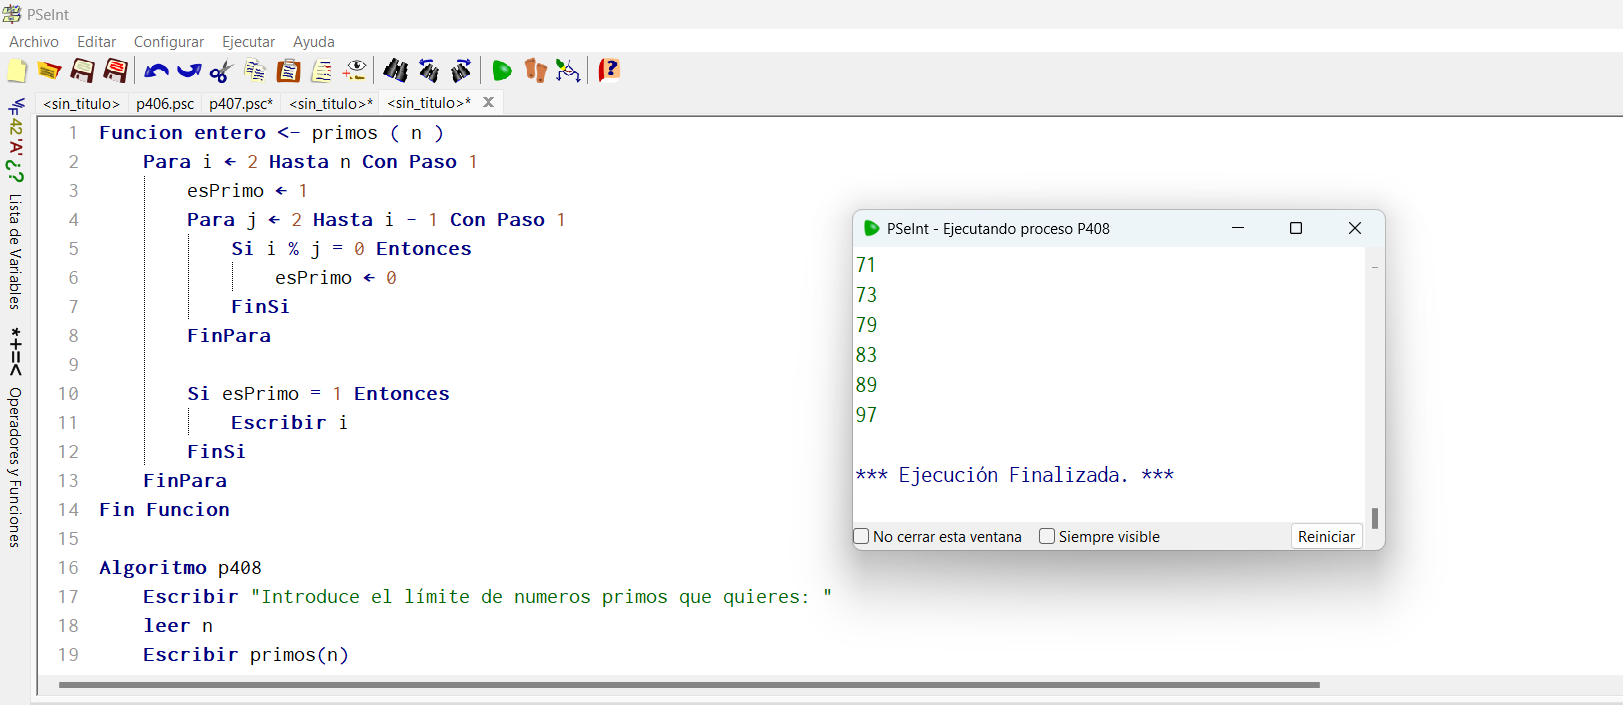 PSeInt
Archivo Editar Configurar Ejecutar Ayuda
<sin_titulo> p406.psc p407.psc* <sin_titulo>* <sin_titulo>*
Lista de Variables
Operadores y Funciones
1 Funcion entero <- primos ( n )
2 Para i ← 2 Hasta n Con Paso 1
3 esPrimo ← 1
4 Para j ← 2 Hasta i - 1 Con Paso 1
5 Si i % j = 0 Entonces
6 esPrimo ← 0
7 FinSi
8 FinPara
9
10 Si esPrimo = 1 Entonces
11 Escribir i
12 FinSi
13 FinPara
14 Fin Funcion
15
16 Algoritmo p408
17 Escribir "Introduce el límite de numeros primos que quieres: "
18 leer n
19 Escribir primos(n)
PSeInt - Ejecutando proceso P408
71
73
79
83
89
97
*** Ejecución Finalizada. ***
No cerrar esta ventana Siempre visible Reiniciar